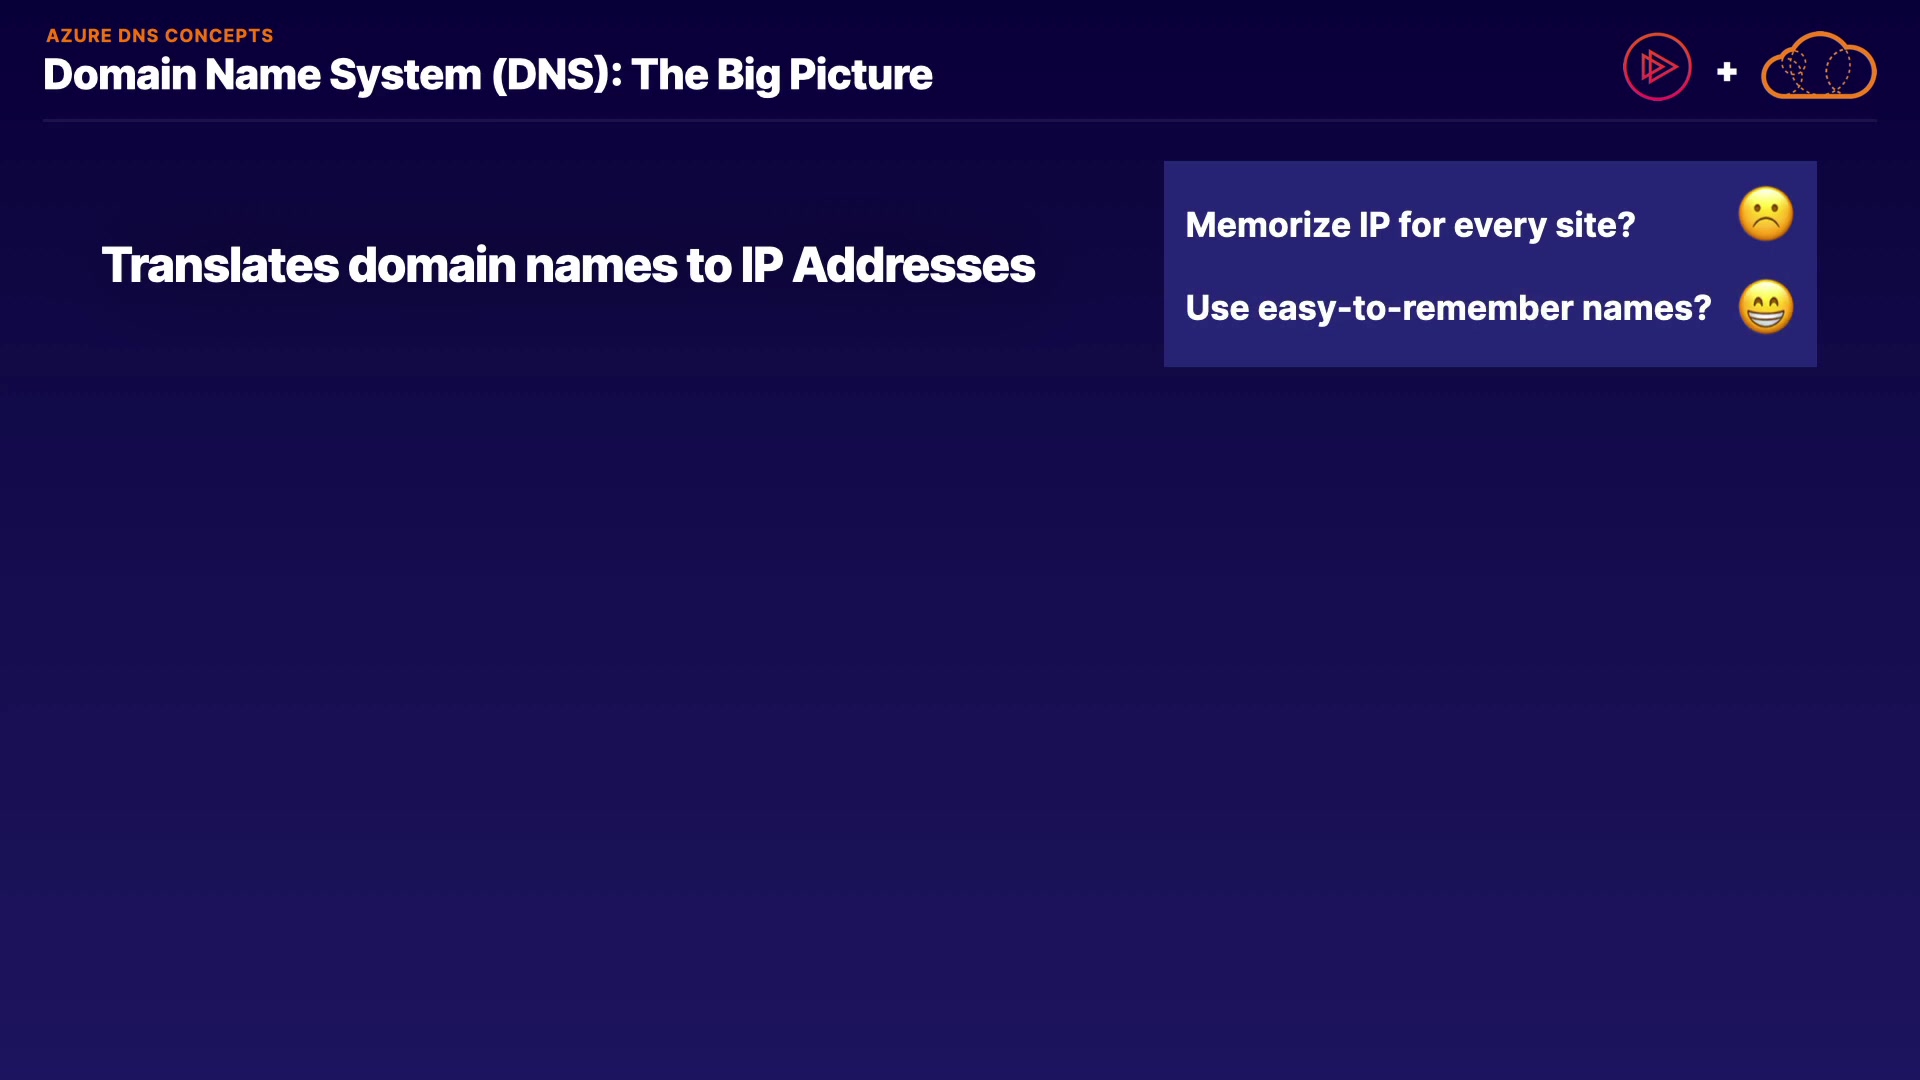 AZURE DNS CONCEPTS
Domain Name System (DNS): The Big Picture
Translates domain names to IP Addresses
Memorize IP for every site?
Use easy-to-remember names?